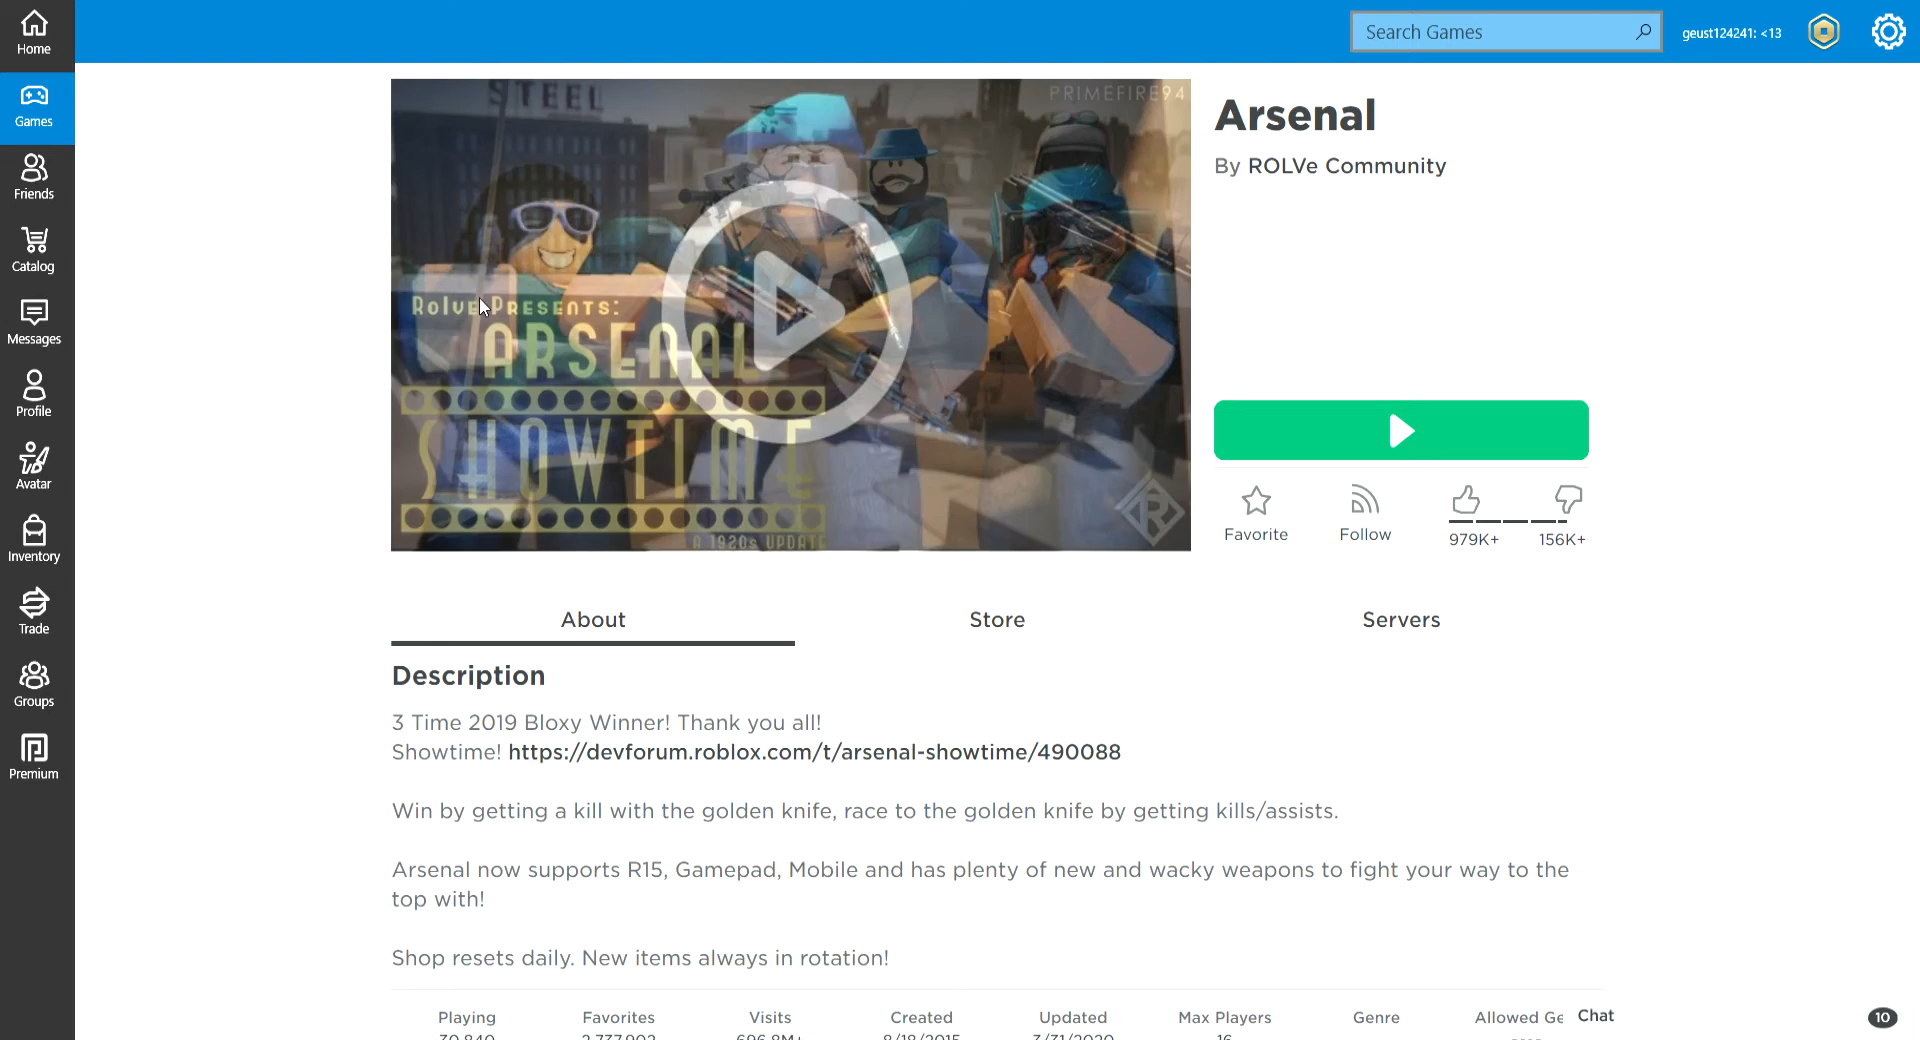 Home
Games
Friends
Catalog
Messages
Profile
Avatar
Inventory
Trade
Groups
Premium
Search Games
geust124241: <13
STEEL
PRIMEFIRE94
Rolve Presents:
ARSENAL
SHOWTIME
A 1920s UPDATE
Arsenal
By ROLVe Community
Favorite
Follow
979K+
156K+
About
Store
Servers
Description
3 Time 2019 Bloxy Winner! Thank you all!
Showtime! https://devforum.roblox.com/t/arsenal-showtime/490088
Win by getting a kill with the golden knife, race to the golden knife by getting kills/assists.
Arsenal now supports R15, Gamepad, Mobile and has plenty of new and wacky weapons to fight your way to the
top with!
Shop resets daily. New items always in rotation!
Playing Favorites Visits Created Updated Max Players Genre Allowed Ge
Chat
10